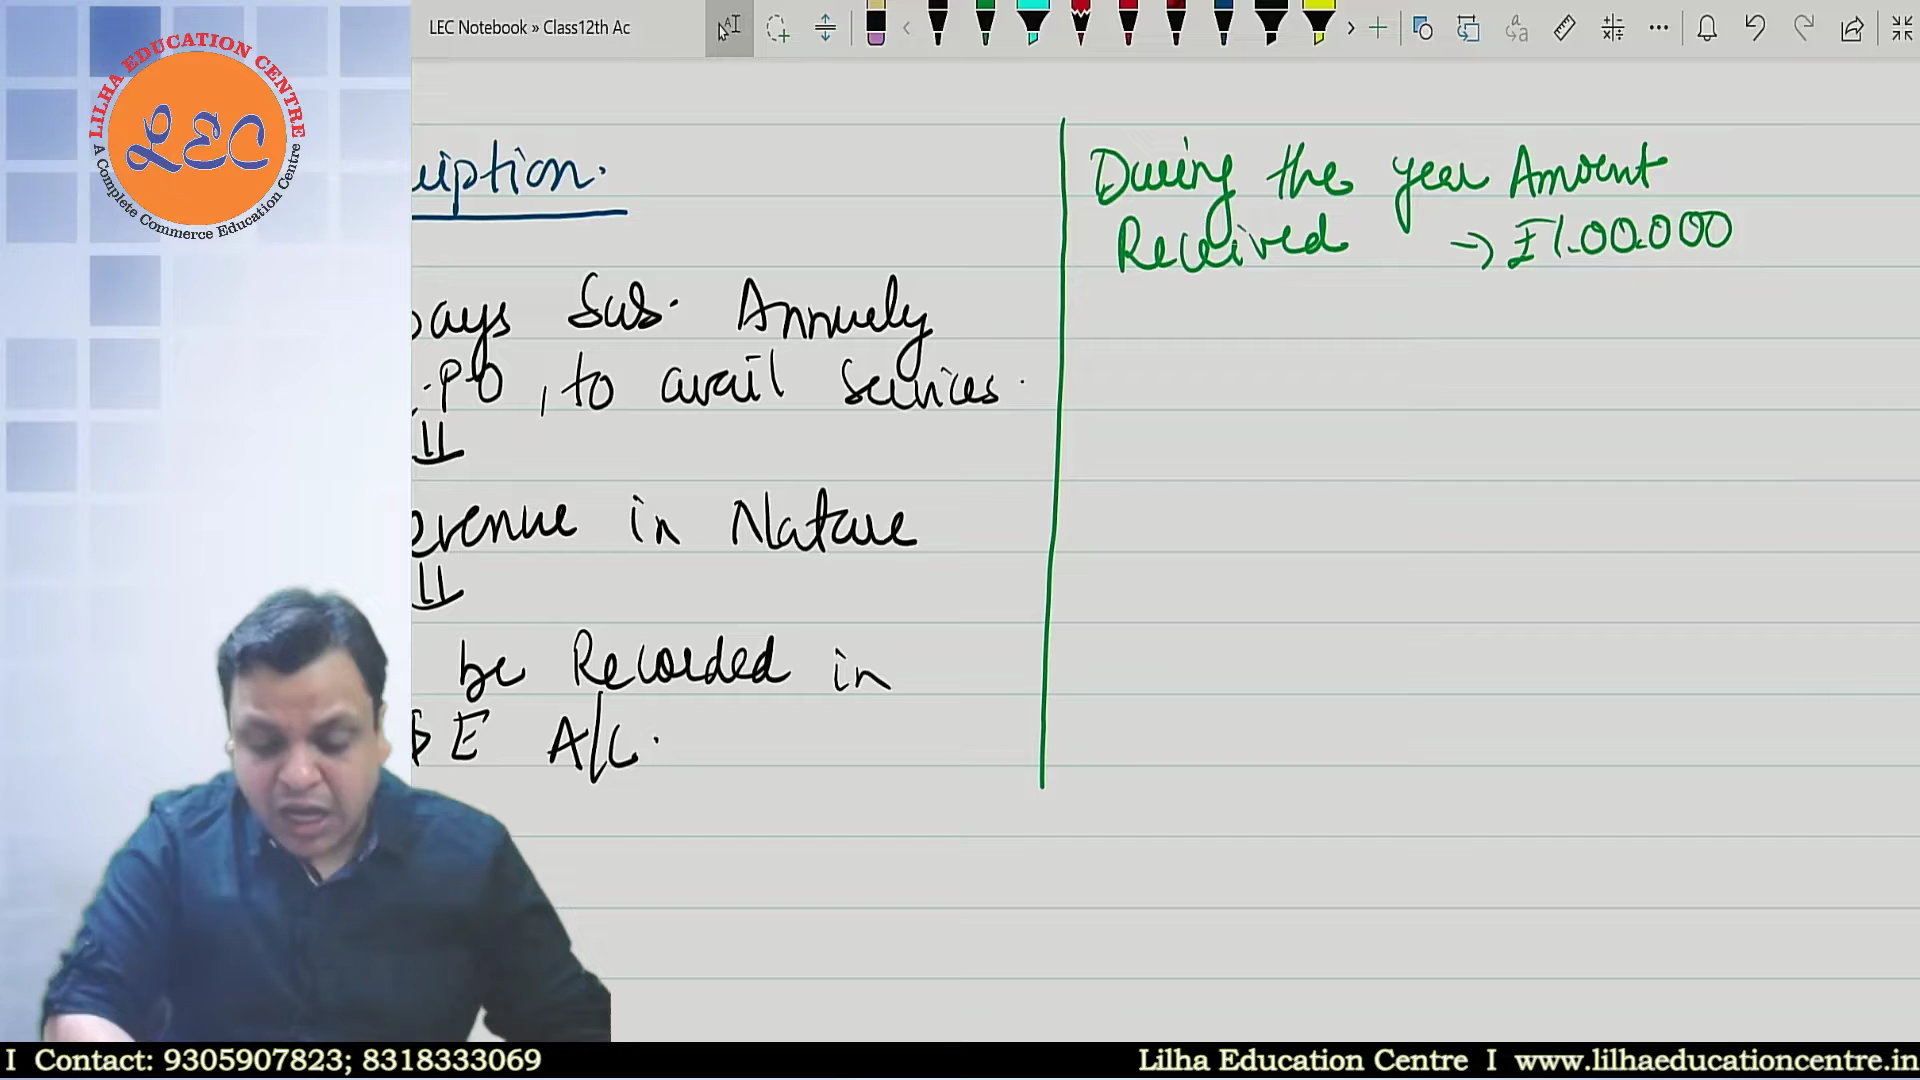 LILHA EDUCATION CENTRE
LEC
A Complete Commerce Education Centre
LEC Notebook » Class12th Ac
uiption.
pays Sub. Annuely
.PO, to avail Services.
evenue in Nature
be Recorded in
$ E A/C.
During the year Amount
Received → ₹1.00.000
I Contact: 9305907823; 8318333069
Lilha Education Centre I www.lilhaeducationcentre.in